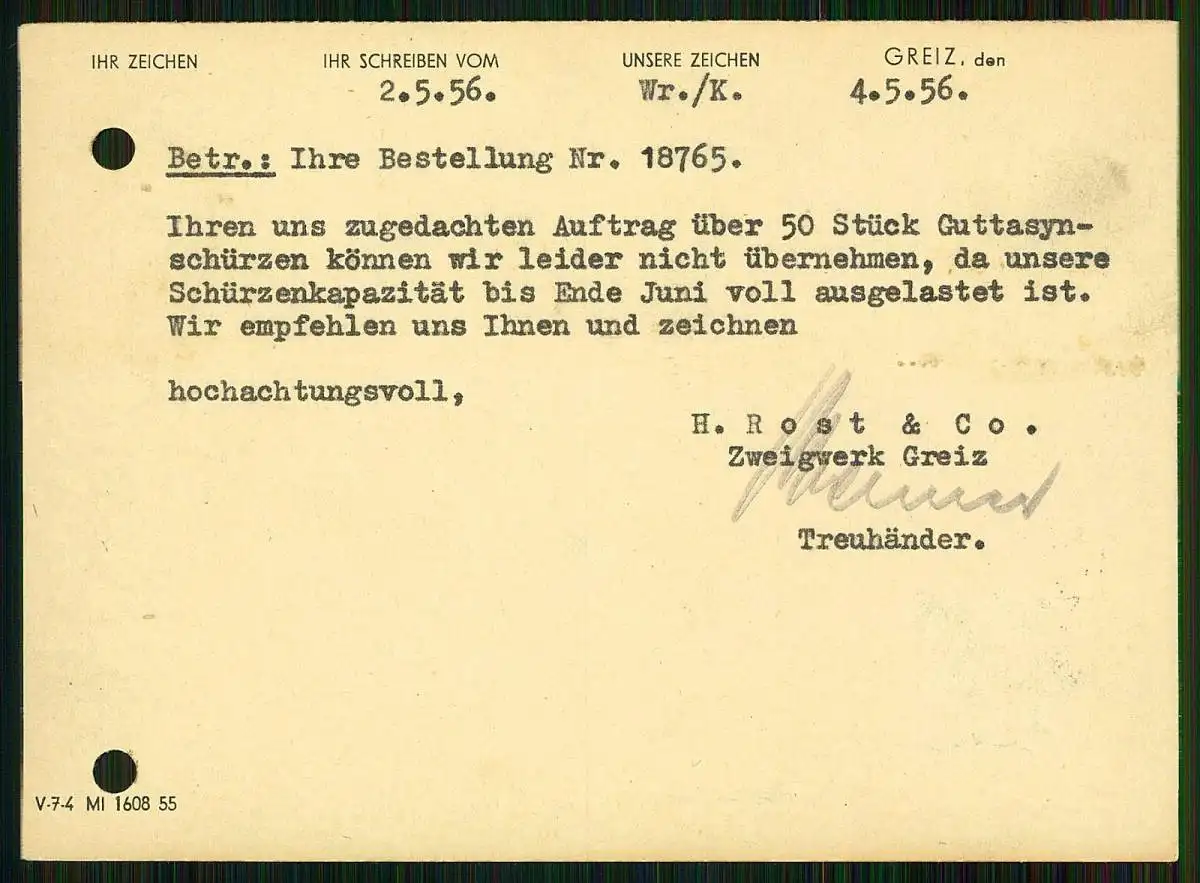 IHR ZEICHEN IHR SCHREIBEN VOM UNSERE ZEICHEN GREIZ, den
2.5.56. Wr./K. 4.5.56.
Betr.: Ihre Bestellung Nr. 18765.
Ihren uns zugedachten Auftrag über 50 Stück Guttasyn-
schürzen können wir leider nicht übernehmen, da unsere
Schürzenkapazität bis Ende Juni voll ausgelastet ist.
Wir empfehlen uns Ihnen und zeichnen
hochachtungsvoll,
H. Rost & Co.
Zweigwerk Greiz
Treuhänder.
V-7-4 MI 1608 55